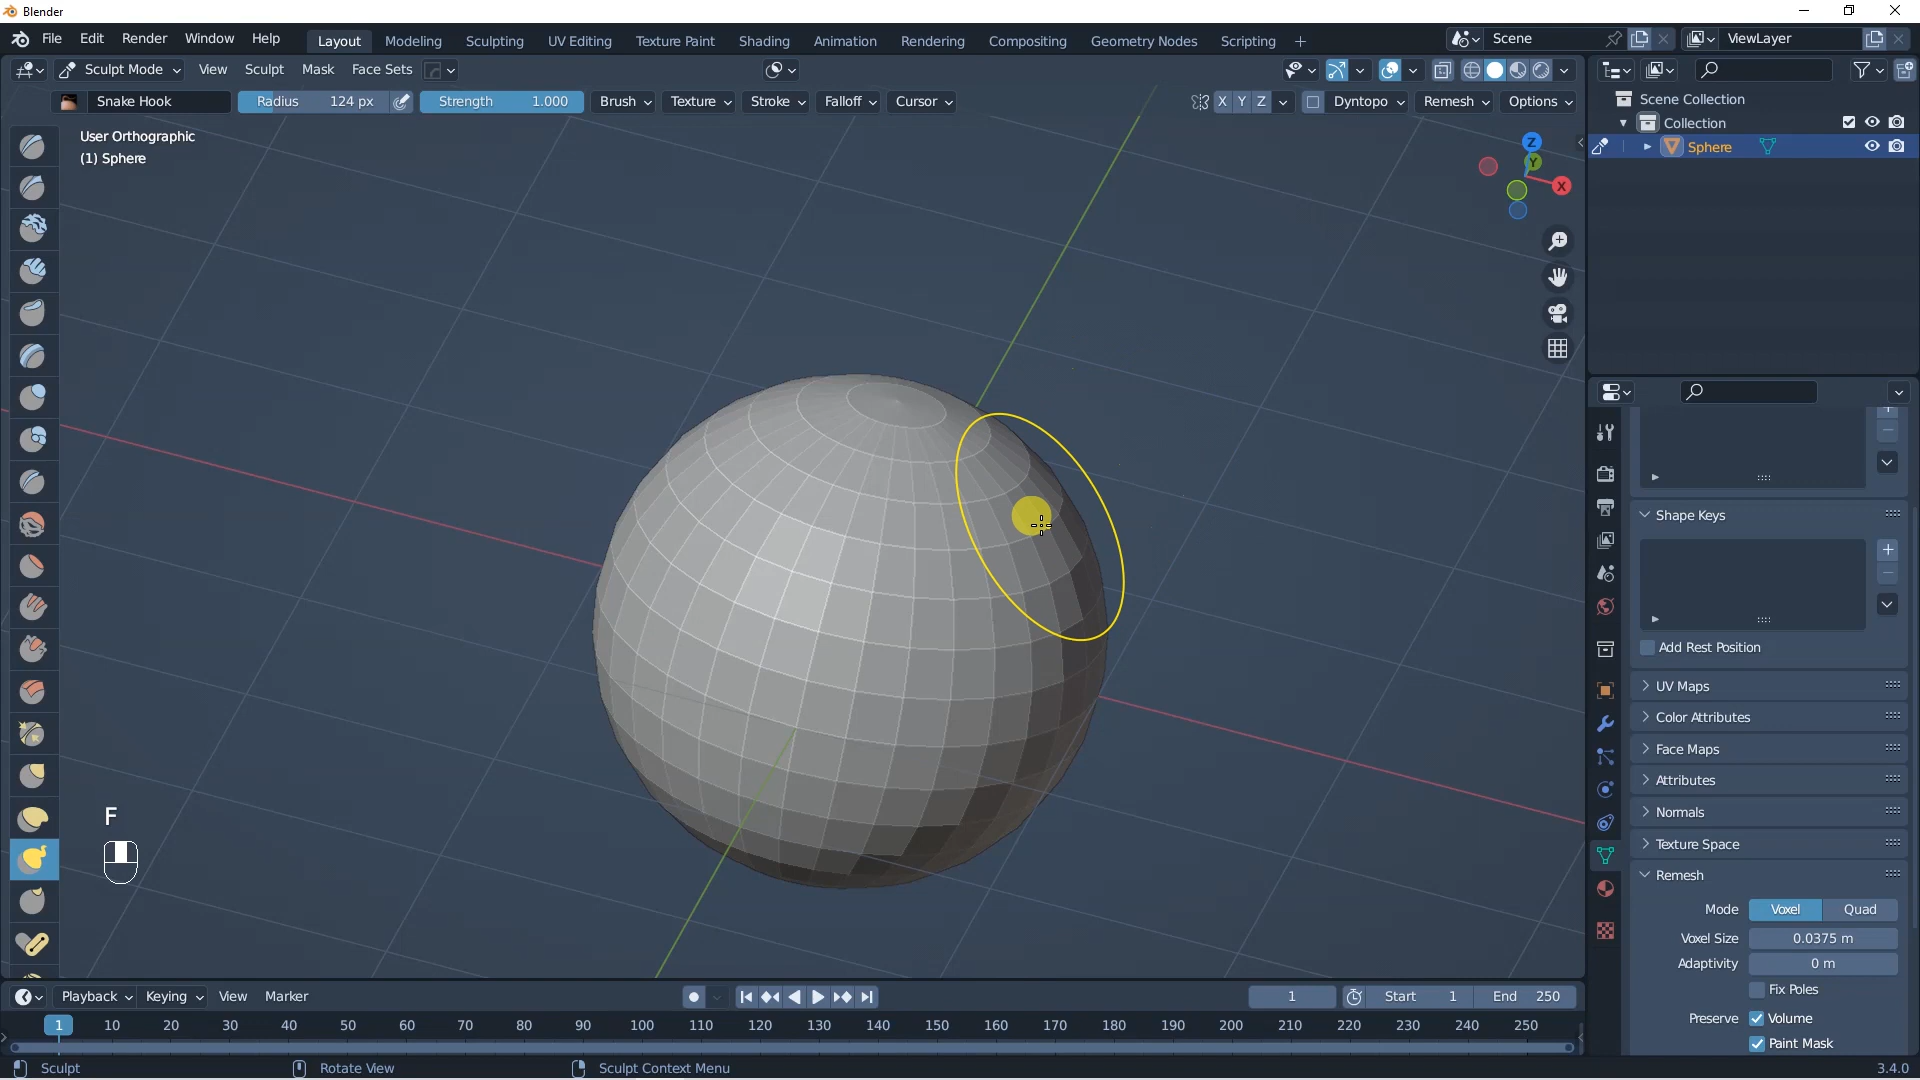 Blender
File Edit Render Window Help Layout Modeling Sculpting UV Editing Texture Paint Shading Animation Rendering Compositing Geometry Nodes Scripting + Scene ViewLayer
Sculpt Mode View Sculpt Mask Face Sets
Snake Hook Radius 124 px Strength 1.000 Brush Texture Stroke Falloff Cursor X Y Z Dyntopo Remesh Options
Scene Collection
Collection
Sphere
User Orthographic
(1) Sphere
Z
Y
X
F
Shape Keys
Add Rest Position
UV Maps
Color Attributes
Face Maps
Attributes
Normals
Texture Space
Remesh
Mode Voxel Quad
Voxel Size 0.0375 m
Adaptivity 0 m
Fix Poles
Preserve Volume
Paint Mask
Playback Keying View Marker 1 Start 1 End 250
1 10 20 30 40 50 60 70 80 90 100 110 120 130 140 150 160 170 180 190 200 210 220 230 240 250
Sculpt Rotate View Sculpt Context Menu 3.4.0